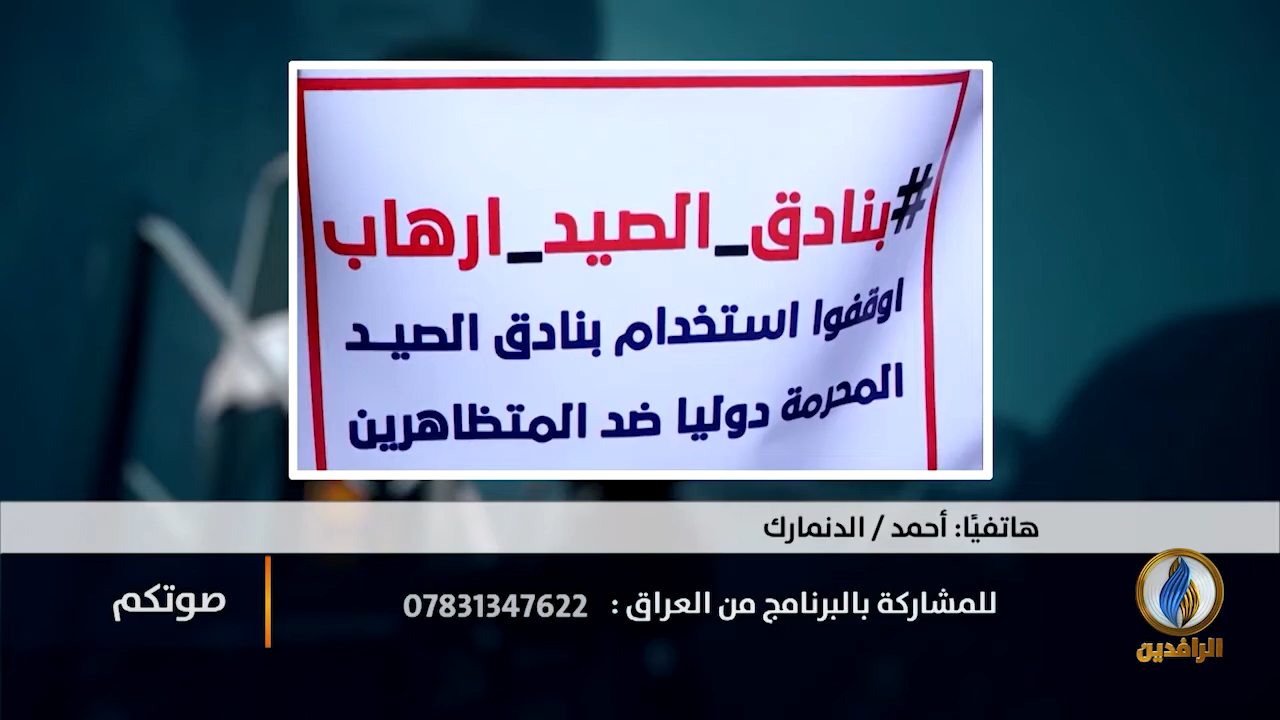 #بنادق_الصيد_ارهاب
اوقفوا استخدام بنادق الصيـد
المحرمة دوليا ضد المتظاهرين
هاتفيًا: أحمد / الدنمارك
للمشاركة بالبرنامج من العراق : 07831347622
صوتكم
الرافدين